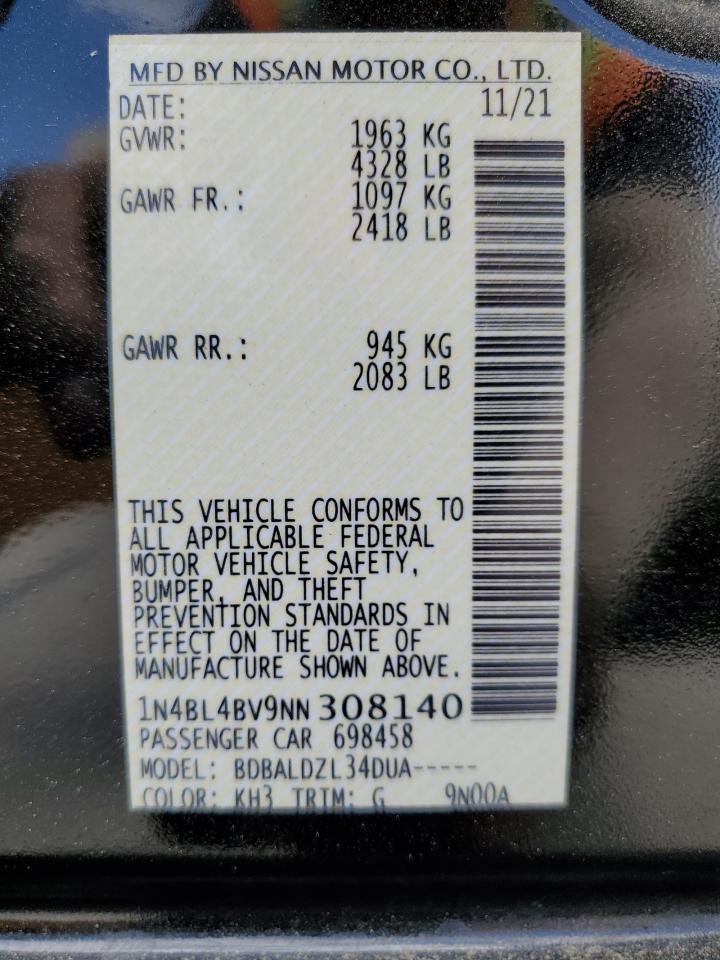 MFD BY NISSAN MOTOR CO., LTD.
DATE: 11/21
GVWR: 1963 KG
4328 LB
GAWR FR.: 1097 KG
2418 LB
GAWR RR.: 945 KG
2083 LB
THIS VEHICLE CONFORMS TO
ALL APPLICABLE FEDERAL
MOTOR VEHICLE SAFETY,
BUMPER, AND THEFT
PREVENTION STANDARDS IN
EFFECT ON THE DATE OF
MANUFACTURE SHOWN ABOVE.
1N4BL4BV9NN308140
PASSENGER CAR 698458
MODEL: BDBALDZL34DUA-----
COLOR: KH3 TRIM: G 9N00A